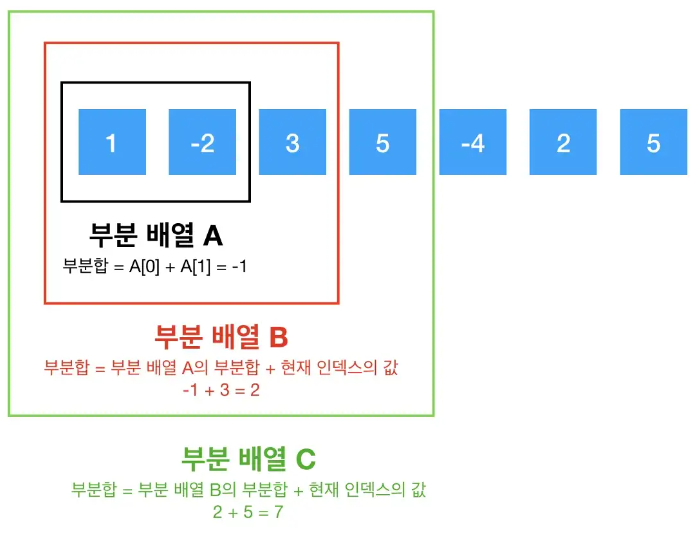 1 -2 3 5 -4 2 5
부분 배열 A
부분합 = A[0] + A[1] = -1
부분 배열 B
부분합 = 부분 배열 A의 부분합 + 현재 인덱스의 값
-1 + 3 = 2
부분 배열 C
부분합 = 부분 배열 B의 부분합 + 현재 인덱스의 값
2 + 5 = 7